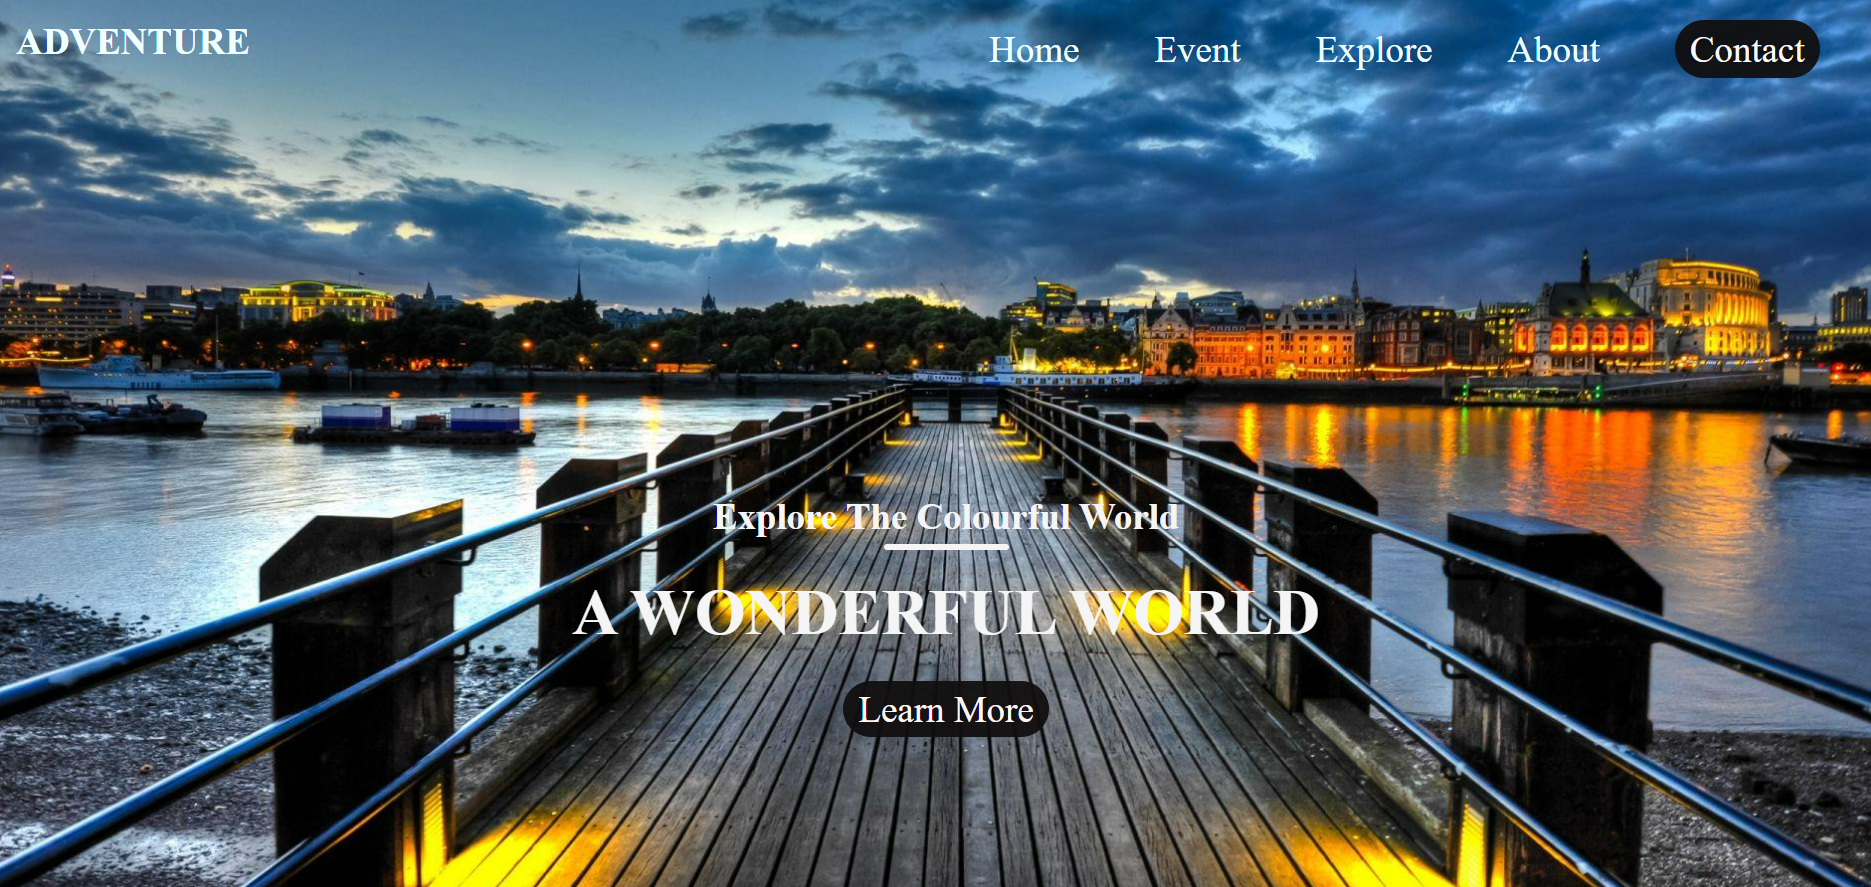 ADVENTURE
Home Event Explore About Contact
Explore The Colourful World
A WONDERFUL WORLD
Learn More